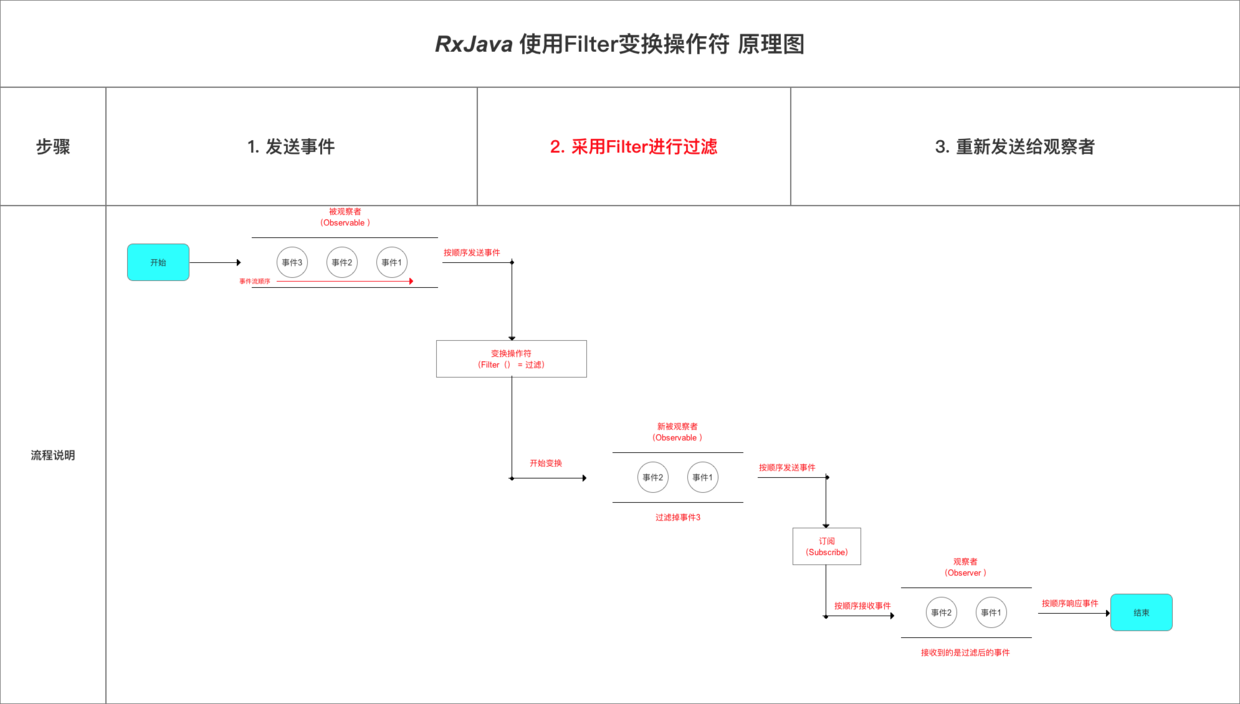 RxJava 使用Filter变换操作符 原理图
步骤
1. 发送事件
2. 采用Filter进行过滤
3. 重新发送给观察者
流程说明
被观察者
（Observable ）
开始
事件3
事件2
事件1
事件流顺序
按顺序发送事件
变换操作符
（Filter（） = 过滤）
开始变换
新被观察者
（Observable ）
事件2
事件1
过滤掉事件3
按顺序发送事件
订阅
（Subscribe）
按顺序接收事件
观察者
（Observer ）
事件2
事件1
接收到的是过滤后的事件
按顺序响应事件
结束